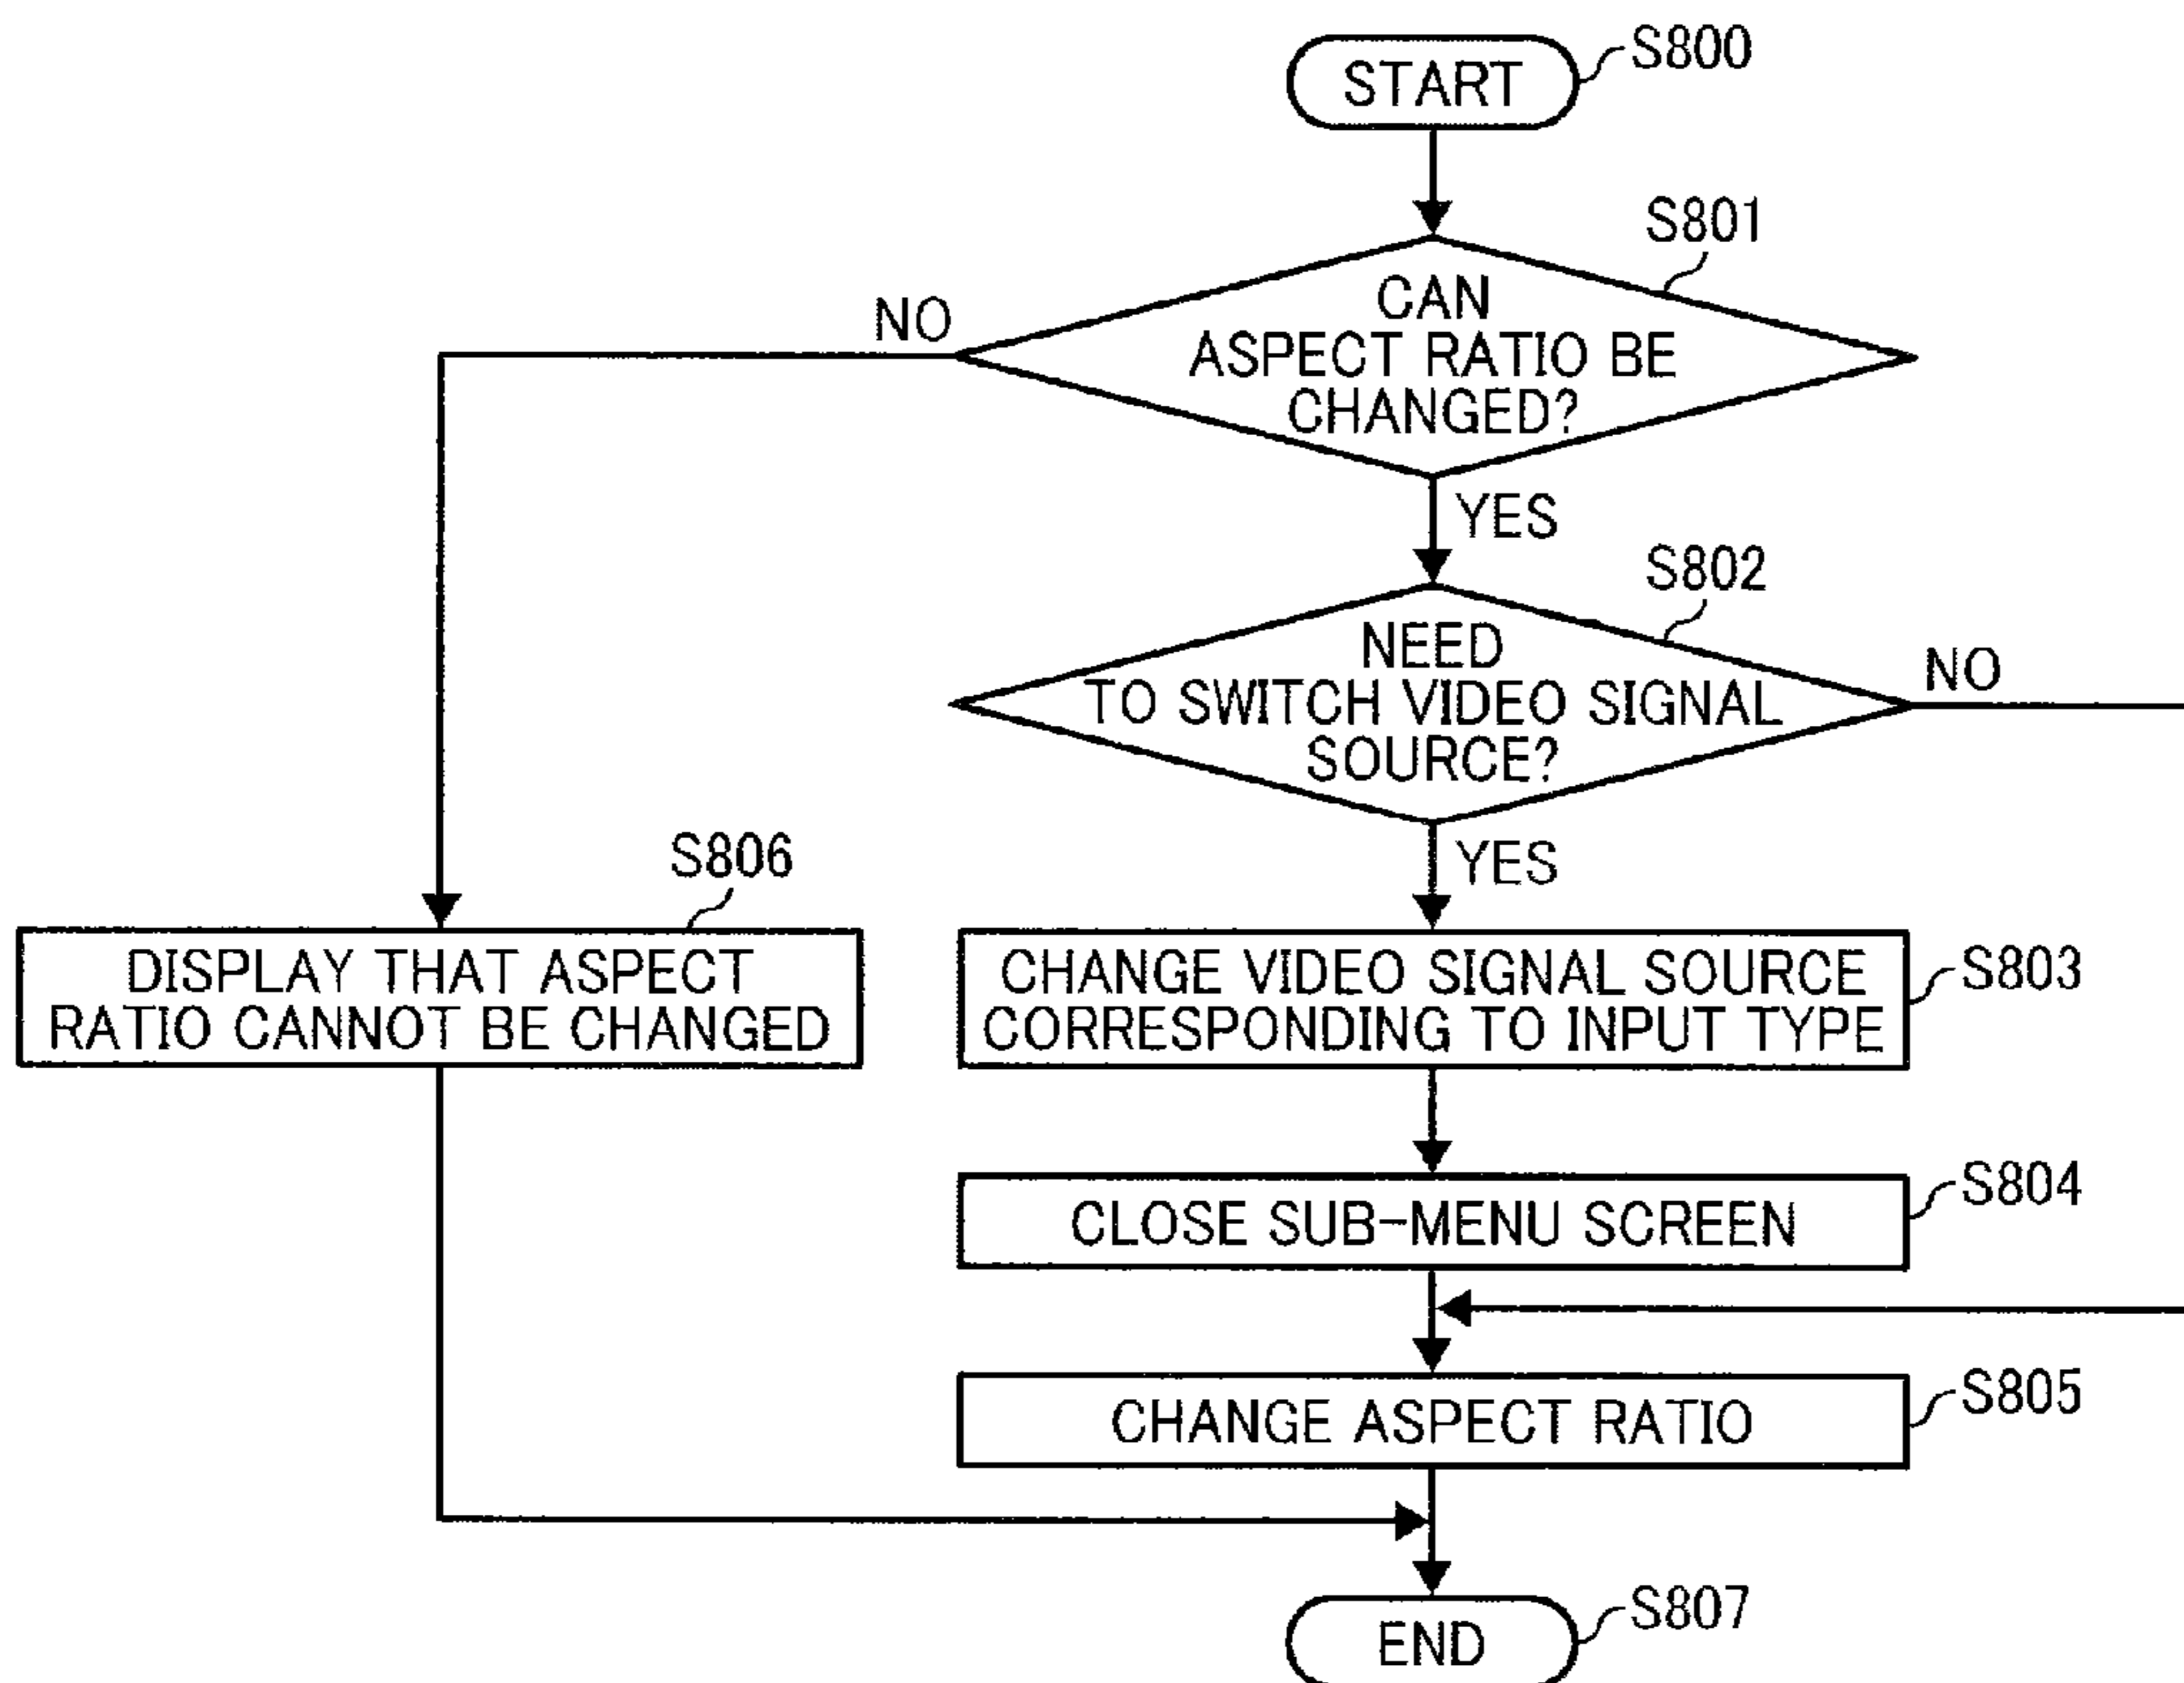 START
S800
S801
CAN
ASPECT RATIO BE
CHANGED?
NO
YES
S802
NEED
TO SWITCH VIDEO SIGNAL
SOURCE?
NO
YES
S806
DISPLAY THAT ASPECT
RATIO CANNOT BE CHANGED
CHANGE VIDEO SIGNAL SOURCE
CORRESPONDING TO INPUT TYPE
S803
CLOSE SUB-MENU SCREEN
S804
CHANGE ASPECT RATIO
S805
END
S807